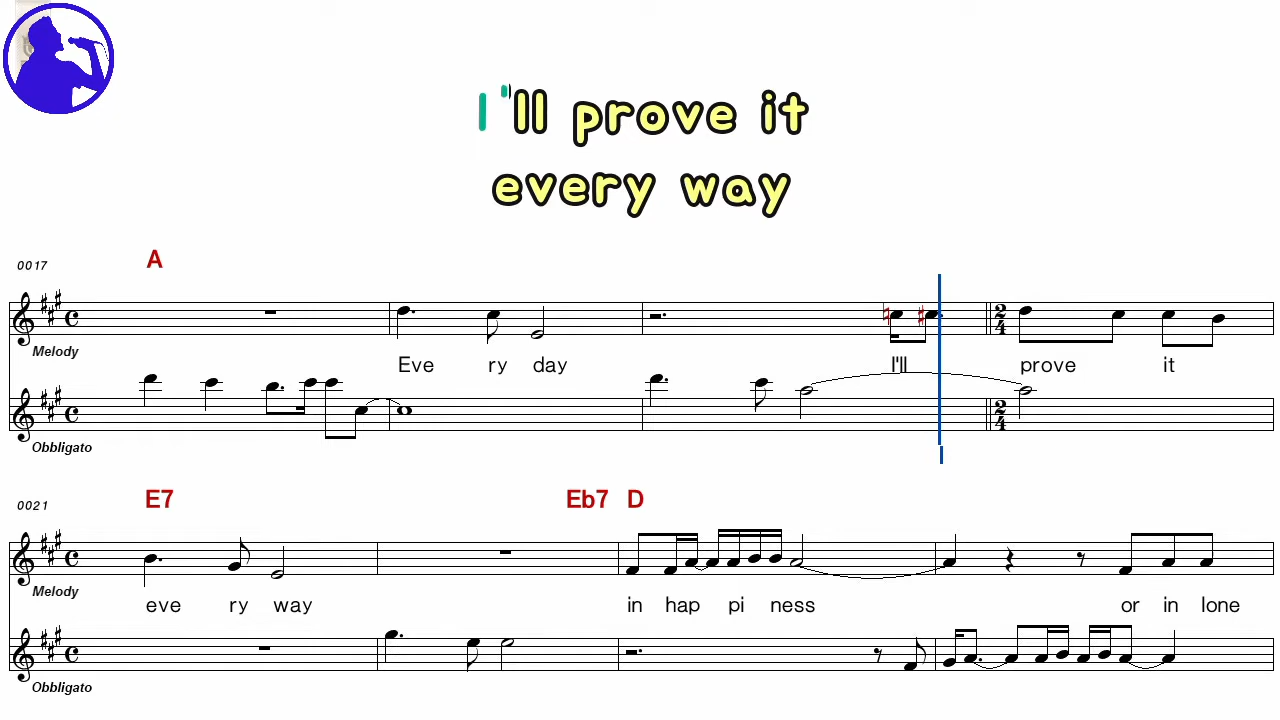 I'll prove it
every way
0017 A
Melody
Eve ry day I'll prove it
Obbligato
0021 E7 Eb7 D
Melody
eve ry way in hap pi ness or in lone
Obbligato